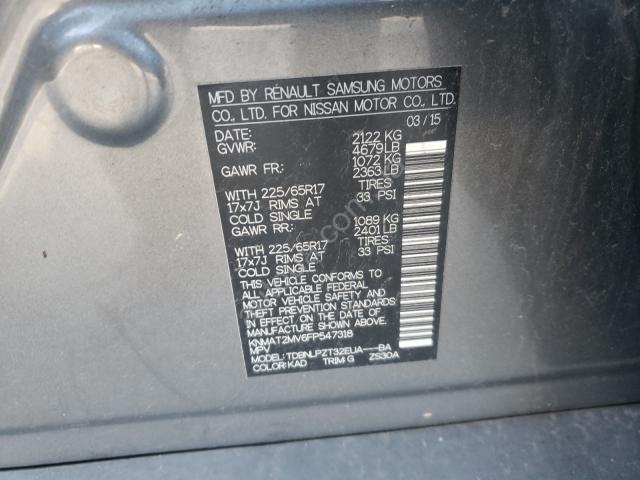 MFD BY RENAULT SAMSUNG MOTORS
CO., LTD. FOR NISSAN MOTOR CO., LTD.
DATE: 03/15
GVWR: 2122 KG
4679LB
GAWR FR: 1072 KG
2363LB
WITH 225/65R17 TIRES
17x7J RIMS AT 33 PSI
COLD SINGLE
GAWR RR: 1089 KG
2401LB
WITH 225/65R17 TIRES
17x7J RIMS AT 33 PSI
COLD SINGLE
THIS VEHICLE CONFORMS TO
ALL APPLICABLE FEDERAL
MOTOR VEHICLE SAFETY AND
THEFT PREVENTION STANDARDS
IN EFFECT ON THE DATE OF
MANUFACTURE SHOWN ABOVE.
KNMAT2MV6FP547318
MPV
MODEL: TDBNLPZT32EUA---BA
COLOR:KAD TRIM:G ZS30A